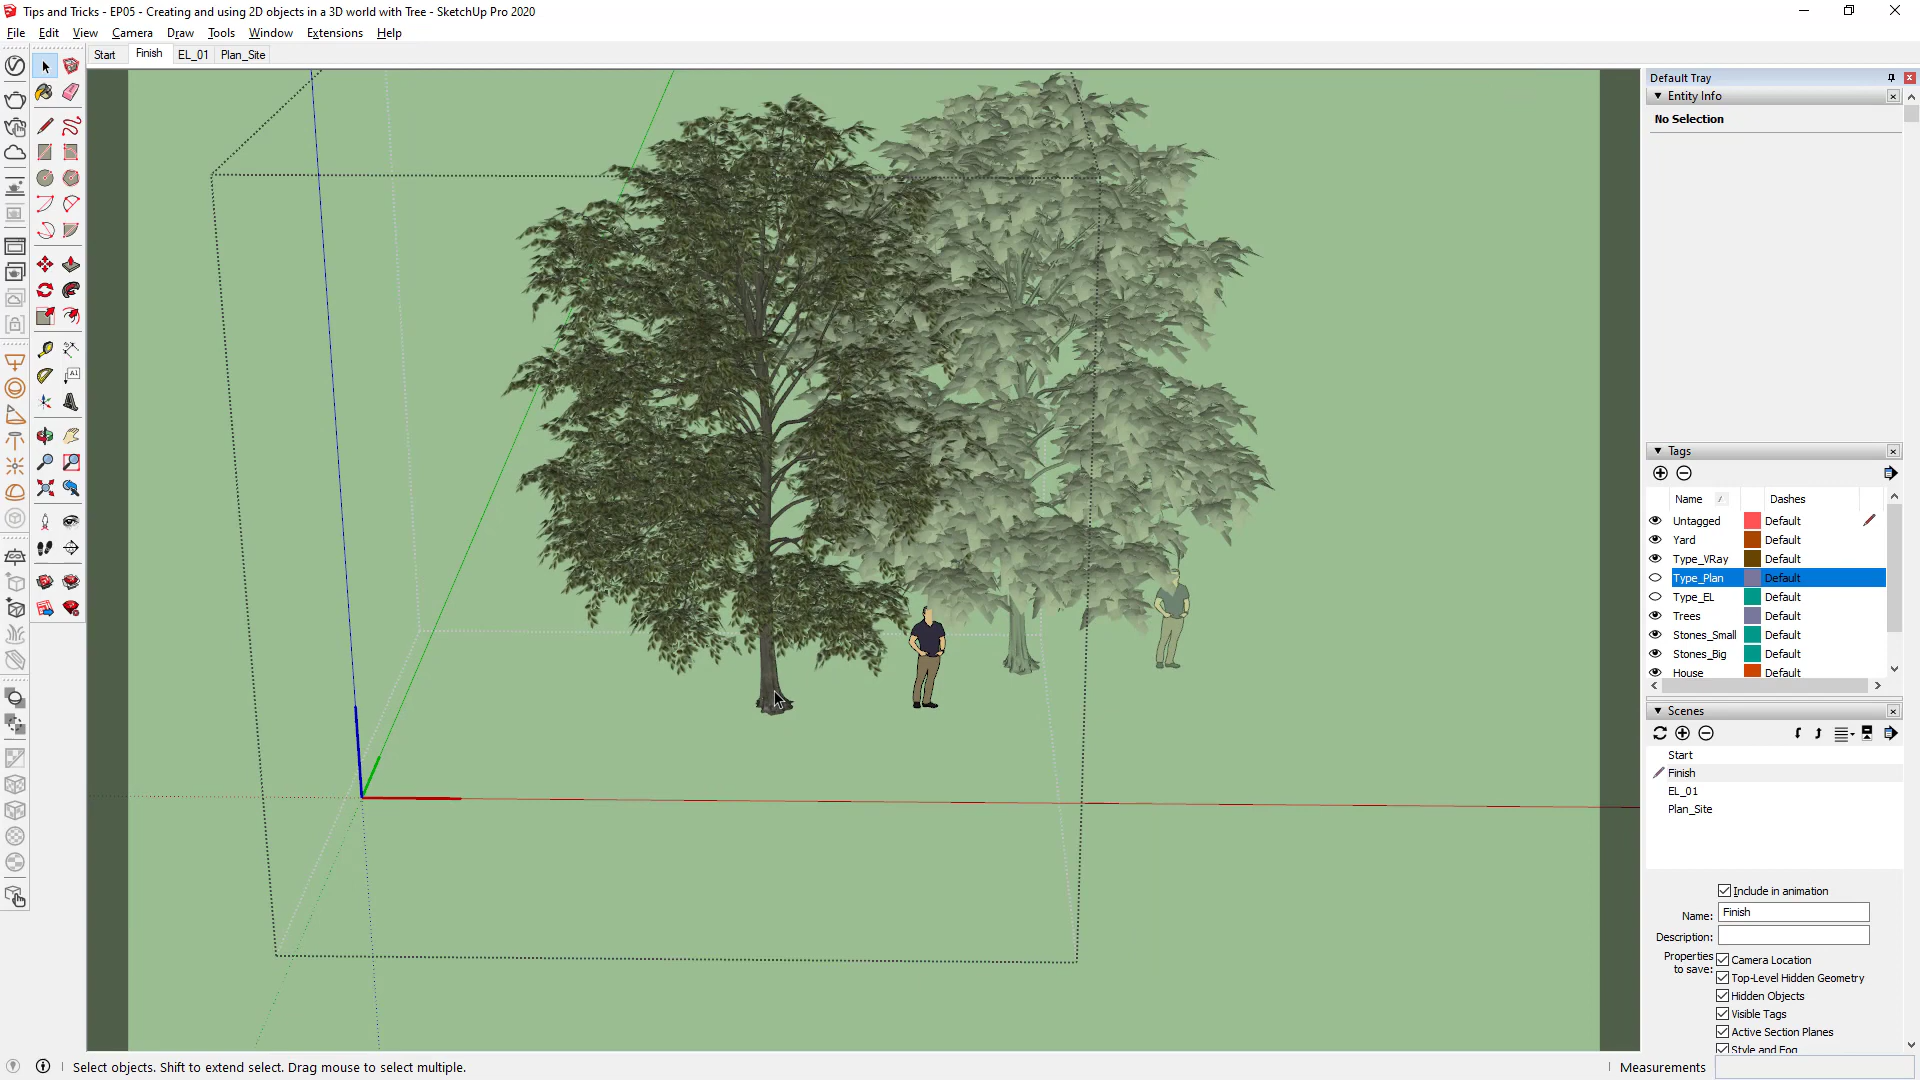 Tips and Tricks - EP05 - Creating and using 2D objects in a 3D world with Tree - SketchUp Pro 2020
File Edit View Camera Draw Tools Window Extensions Help
Start Finish EL_01 Plan_Site
Default Tray
Entity Info
No Selection
Tags
Name Dashes
Untagged Default
Yard Default
Type_VRay Default
Type_Plan Default
Type_EL Default
Trees Default
Stones_Small Default
Stones_Big Default
House Default
Scenes
Start
Finish
EL_01
Plan_Site
Include in animation
Name: Finish
Description:
Properties to save:
Camera Location
Top-Level Hidden Geometry
Hidden Objects
Visible Tags
Active Section Planes
Style and Fog
Select objects. Shift to extend select. Drag mouse to select multiple.
Measurements